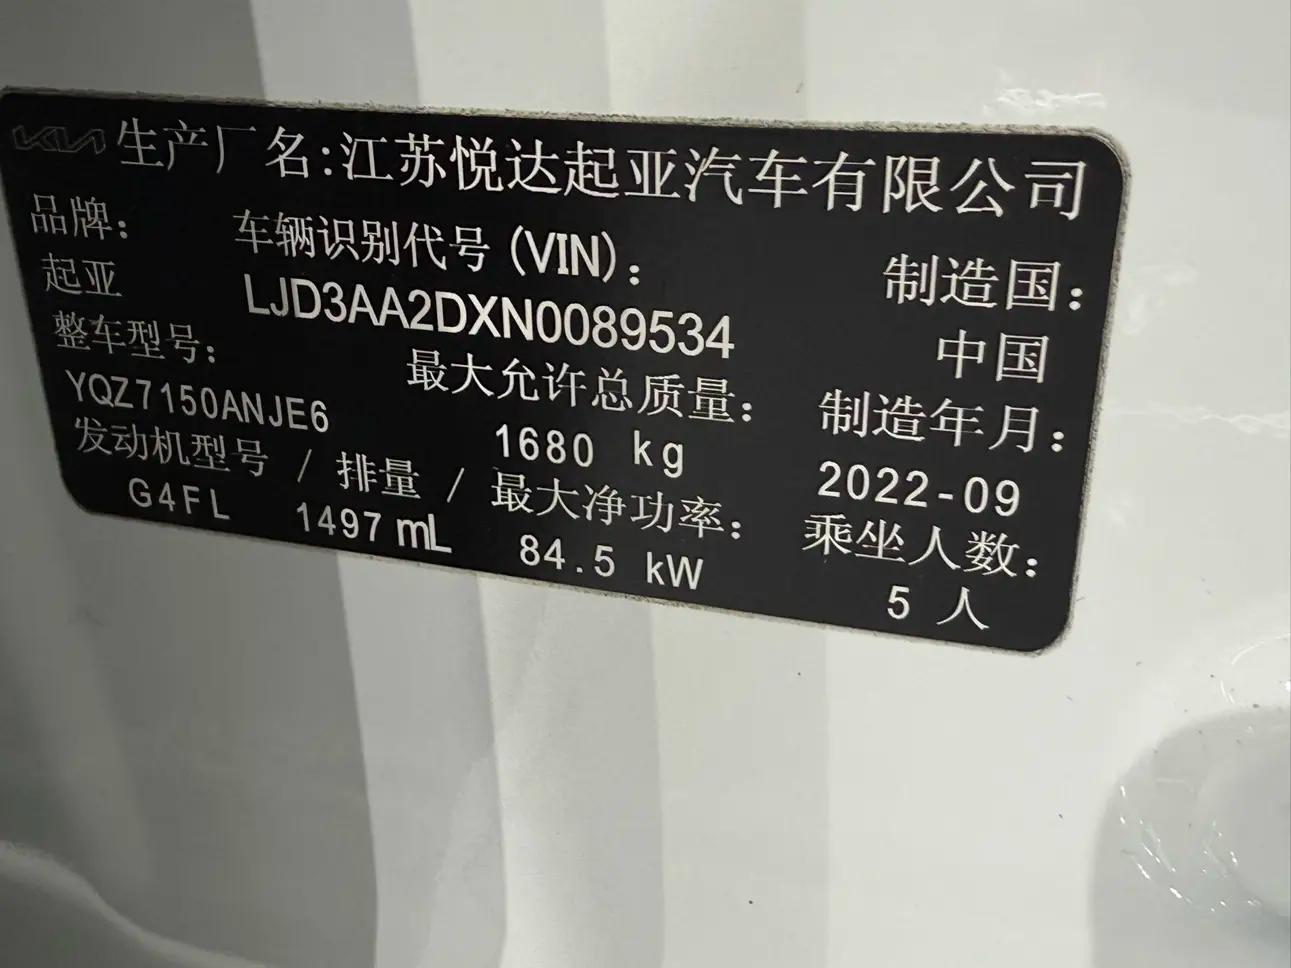 KIA 生产厂名:江苏悦达起亚汽车有限公司
品牌: 车辆识别代号(VIN): 制造国:
起亚 LJD3AA2DXN0089534 中国
整车型号: 最大允许总质量: 制造年月:
YQZ7150ANJE6 1680 kg 2022-09
发动机型号 / 排量 / 最大净功率: 乘坐人数:
G4FL 1497 mL 84.5 kW 5 人